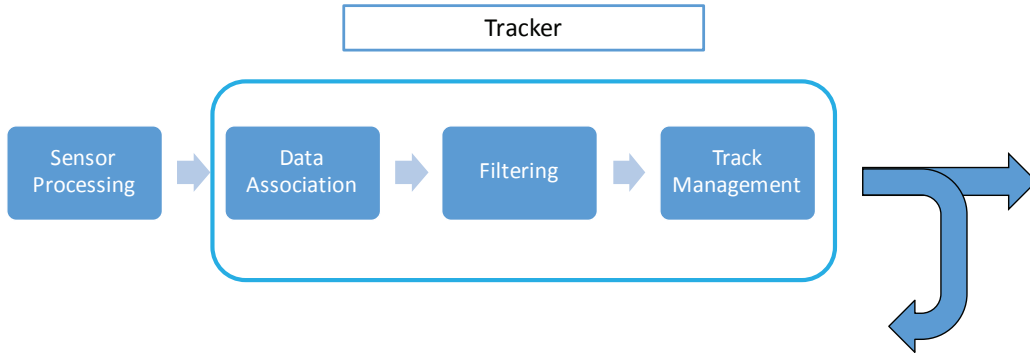 Tracker
Sensor
Processing
Data
Association
Filtering
Track
Management